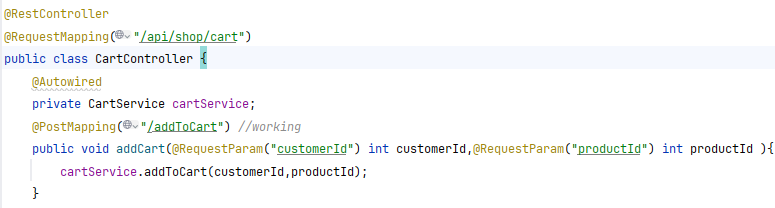 @RestController
@RequestMapping("/api/shop/cart")
public class CartController {
@Autowired
private CartService cartService;
@PostMapping("/addToCart") //working
public void addCart(@RequestParam("customerId") int customerId,@RequestParam("productId") int productId ){
cartService.addToCart(customerId,productId);
}